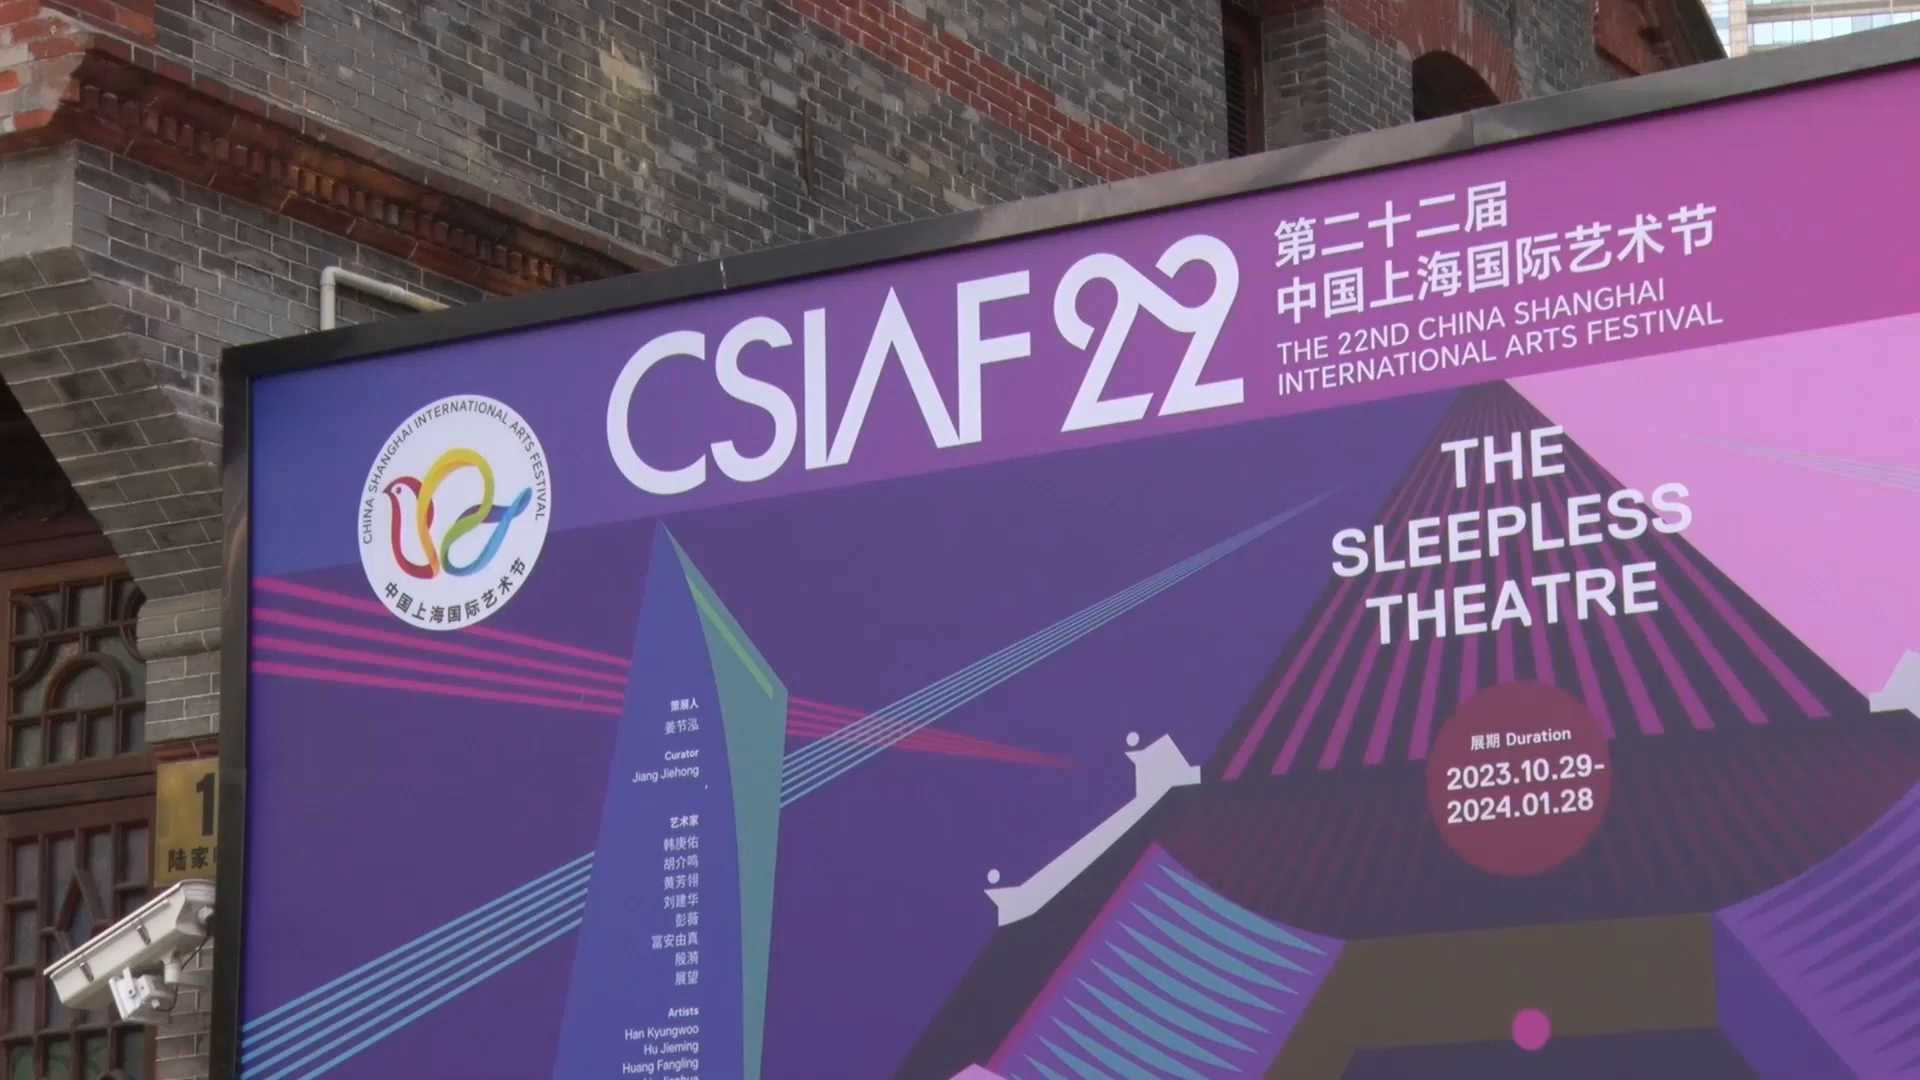 CSIAF 22
第二十二届
中国上海国际艺术节
THE 22ND CHINA SHANGHAI
INTERNATIONAL ARTS FESTIVAL
CHINA SHANGHAI INTERNATIONAL ARTS FESTIVAL
中国上海国际艺术节
THE
SLEEPLESS
THEATRE
展期 Duration
2023.10.29-
2024.01.28
策展人
姜节泓
Curator
Jiang Jiehong
艺术家
韩庚佑
胡介鸣
黄芳翎
刘建华
彭薇
冨安由真
殷漪
展望
Artists
Han Kyungwoo
Hu Jieming
Huang Fangling
1
陆家